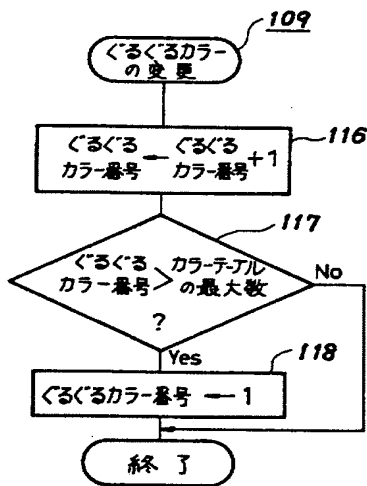 109
ぐるぐるカラー
の変更
116
ぐるぐる ← ぐるぐる +1
カラー番号 カラー番号
117
ぐるぐる > カラーテーブル
カラー番号 の最大数
?
No
Yes
118
ぐるぐるカラー番号 ← 1
終了